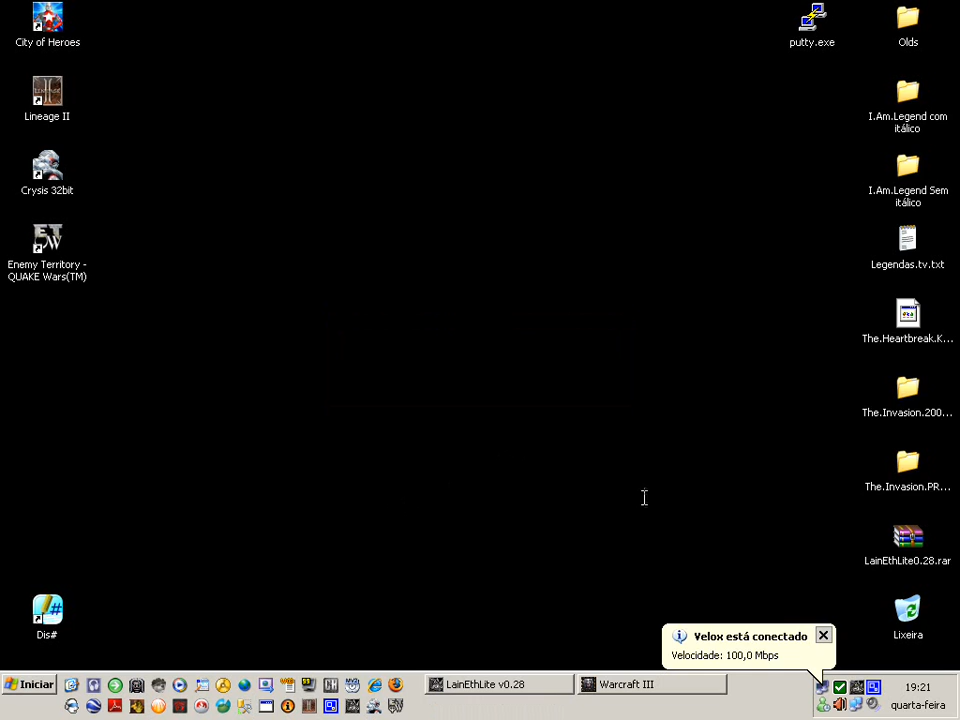 City of Heroes
Lineage II
Crysis 32bit
Enemy Territory -
QUAKE Wars(TM)
Dis#
putty.exe
Olds
I.Am.Legend com
itálico
I.Am.Legend Sem
itálico
Legendas.tv.txt
The.Heartbreak.K...
The.Invasion.200...
The.Invasion.PR...
LainEthLite0.28.rar
Lixeira
Velox está conectado
Velocidade: 100,0 Mbps
Iniciar
LainEthLite v0.28
Warcraft III
19:21
quarta-feira